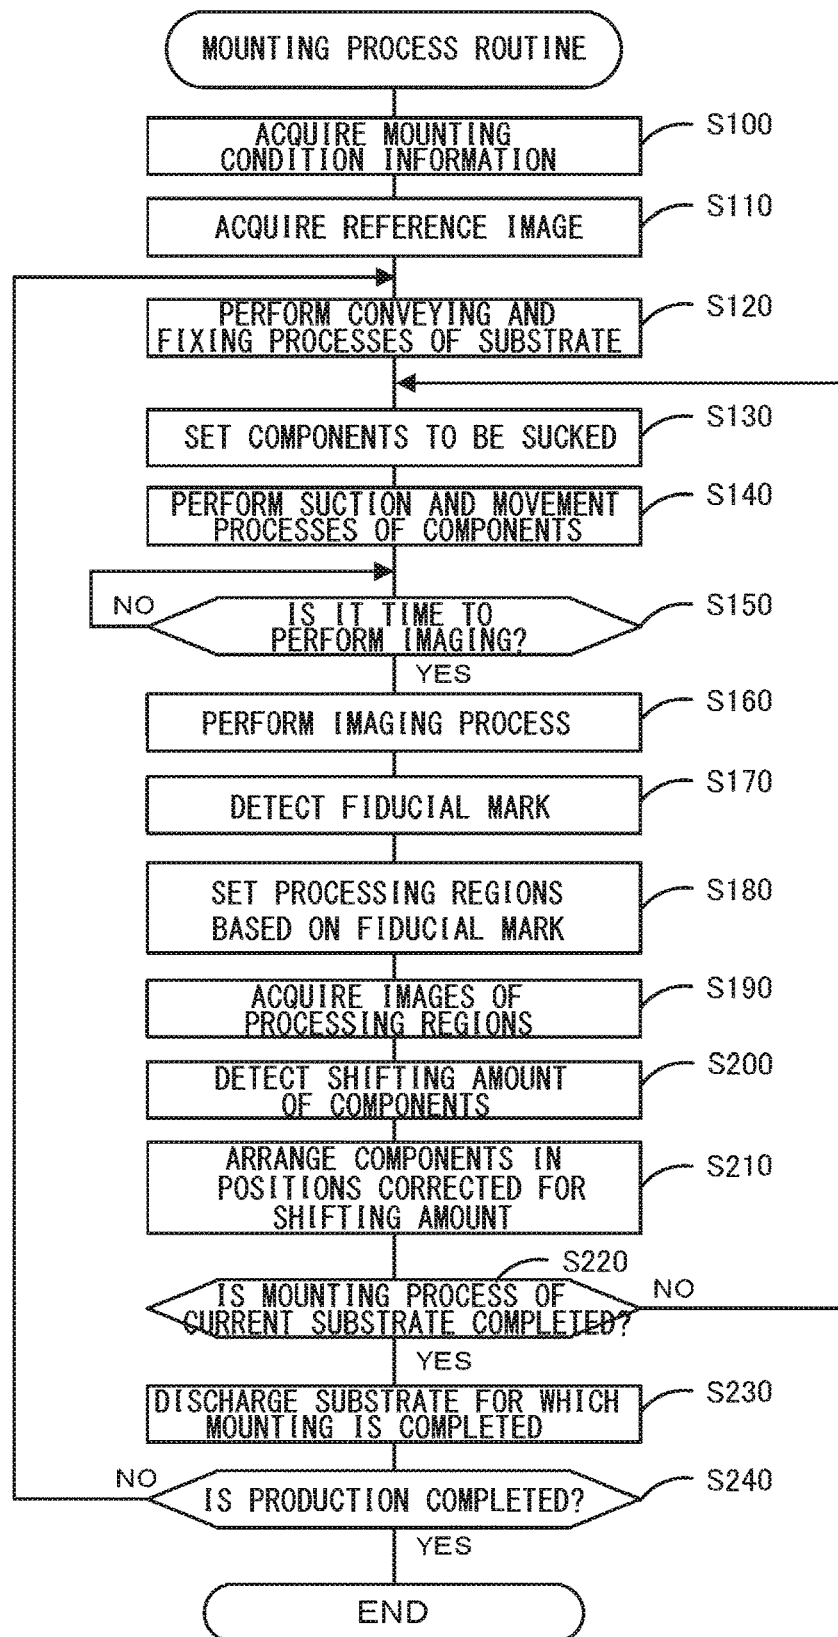 MOUNTING PROCESS ROUTINE
ACQUIRE MOUNTING
CONDITION INFORMATION
S100
ACQUIRE REFERENCE IMAGE
S110
PERFORM CONVEYING AND
FIXING PROCESSES OF SUBSTRATE
S120
SET COMPONENTS TO BE SUCKED
S130
PERFORM SUCTION AND MOVEMENT
PROCESSES OF COMPONENTS
S140
NO
IS IT TIME TO
PERFORM IMAGING?
S150
YES
PERFORM IMAGING PROCESS
S160
DETECT FIDUCIAL MARK
S170
SET PROCESSING REGIONS
BASED ON FIDUCIAL MARK
S180
ACQUIRE IMAGES OF
PROCESSING REGIONS
S190
DETECT SHIFTING AMOUNT
OF COMPONENTS
S200
ARRANGE COMPONENTS IN
POSITIONS CORRECTED FOR
SHIFTING AMOUNT
S210
S220
IS MOUNTING PROCESS OF
CURRENT SUBSTRATE COMPLETED?
NO
YES
DISCHARGE SUBSTRATE FOR WHICH
MOUNTING IS COMPLETED
S230
NO
IS PRODUCTION COMPLETED?
S240
YES
END